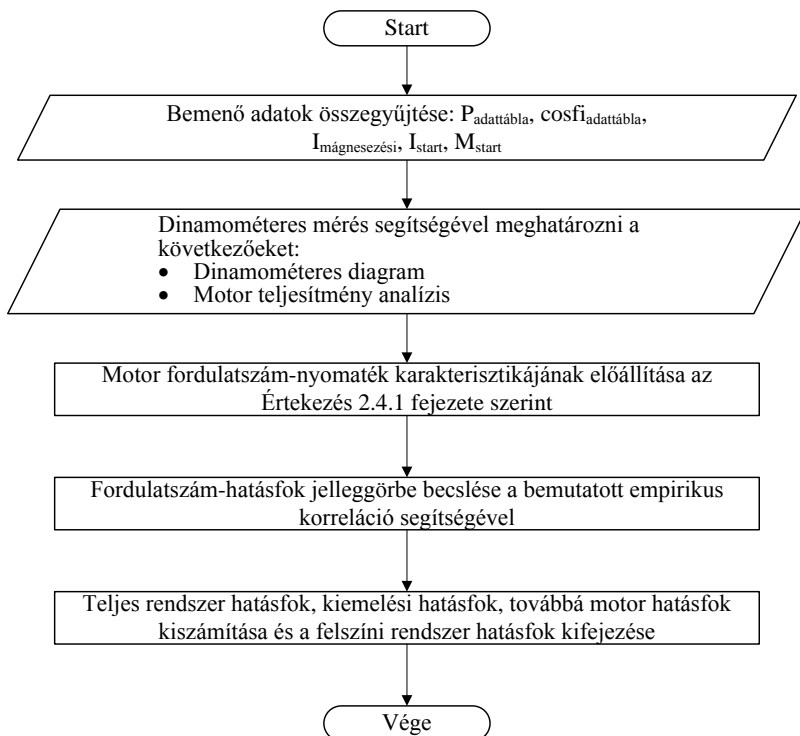 Start
Bemenő adatok összegyűjtése: Padattábla, cosfiadattábla,
Imágnesezési, Istart, Mstart
Dinamométeres mérés segítségével meghatározni a
következőeket:
• Dinamométeres diagram
• Motor teljesítmény analízis
Motor fordulatszám-nyomaték karakterisztikájának előállítása az
Értekezés 2.4.1 fejezete szerint
Fordulatszám-hatásfok jelleggörbe becslése a bemutatott empirikus
korreláció segítségével
Teljes rendszer hatásfok, kiemelési hatásfok, továbbá motor hatásfok
kiszámítása és a felszíni rendszer hatásfok kifejezése
Vége